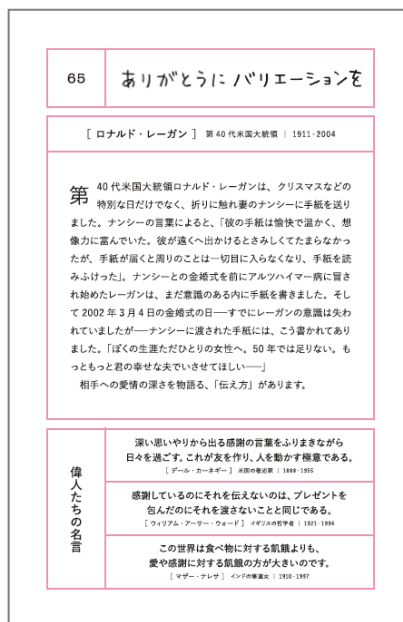 65
ありがとうに バリエーションを
[ ロナルド・レーガン ] 第40代米国大統領 | 1911-2004
第40代米国大統領ロナルド・レーガンは、クリスマスなどの
特別な日だけでなく、折りに触れ妻のナンシーに手紙を送り
ました。ナンシーの言葉によると、「彼の手紙は愉快で温かく、想
像力に富んでいた。彼が遠くへ出かけるとさみしくてたまらなかっ
たが、手紙が届くと周りのことは一切目に入らなくなり、手紙を読
みふけった」。ナンシーとの金婚式を前にアルツハイマー病に冒さ
れ始めたレーガンは、まだ意識のある内に手紙を書きました。そし
て2002年3月4日の金婚式の日―すでにレーガンの意識は失わ
れていましたが―ナンシーに渡された手紙には、こう書かれてあり
ました。「ぼくの生涯ただひとりの女性へ。50年では足りない。も
っともっと君の幸せな夫でいさせてほしい―」
相手への愛情の深さを物語る、「伝え方」があります。
偉人たちの名言
深い思いやりから出る感謝の言葉をふりまきながら
日々を過ごす。これが友を作り、人を動かす極意である。
[ デール・カーネギー ] 米国の著述家 | 1888-1955
感謝しているのにそれを伝えないのは、プレゼントを
包んだのにそれを渡さないことと同じである。
[ ウィリアム・アーサー・ウォード ] イギリスの哲学者 | 1921-1994
この世界は食べ物に対する飢餓よりも、
愛や感謝に対する飢餓の方が大きいのです。
[ マザー・テレサ ] インドの修道女 | 1910-1997